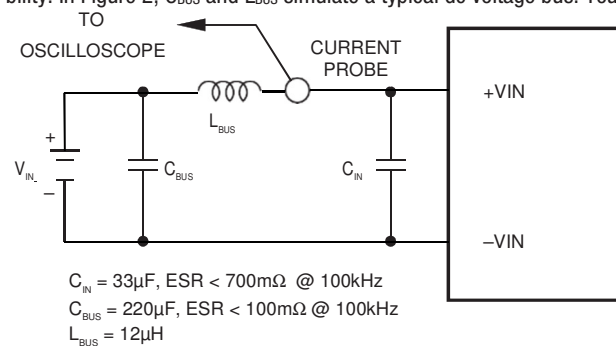 bility. In Figure 2, CBUS and LBUS simulate a typical dc voltage bus. You
TO
OSCILLOSCOPE
CURRENT
PROBE
+VIN
LBUS
+
VIN
CBUS
CIN
–
–VIN
CIN = 33µF, ESR < 700mΩ @ 100kHz
CBUS = 220µF, ESR < 100mΩ @ 100kHz
LBUS = 12µH